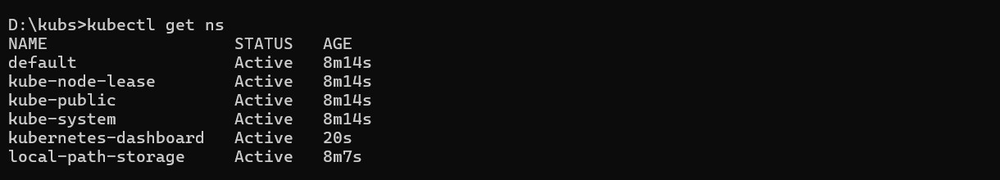 D:\kubs>kubectl get ns
NAME                   STATUS   AGE
default                Active   8m14s
kube-node-lease        Active   8m14s
kube-public            Active   8m14s
kube-system            Active   8m14s
kubernetes-dashboard   Active   20s
local-path-storage     Active   8m7s